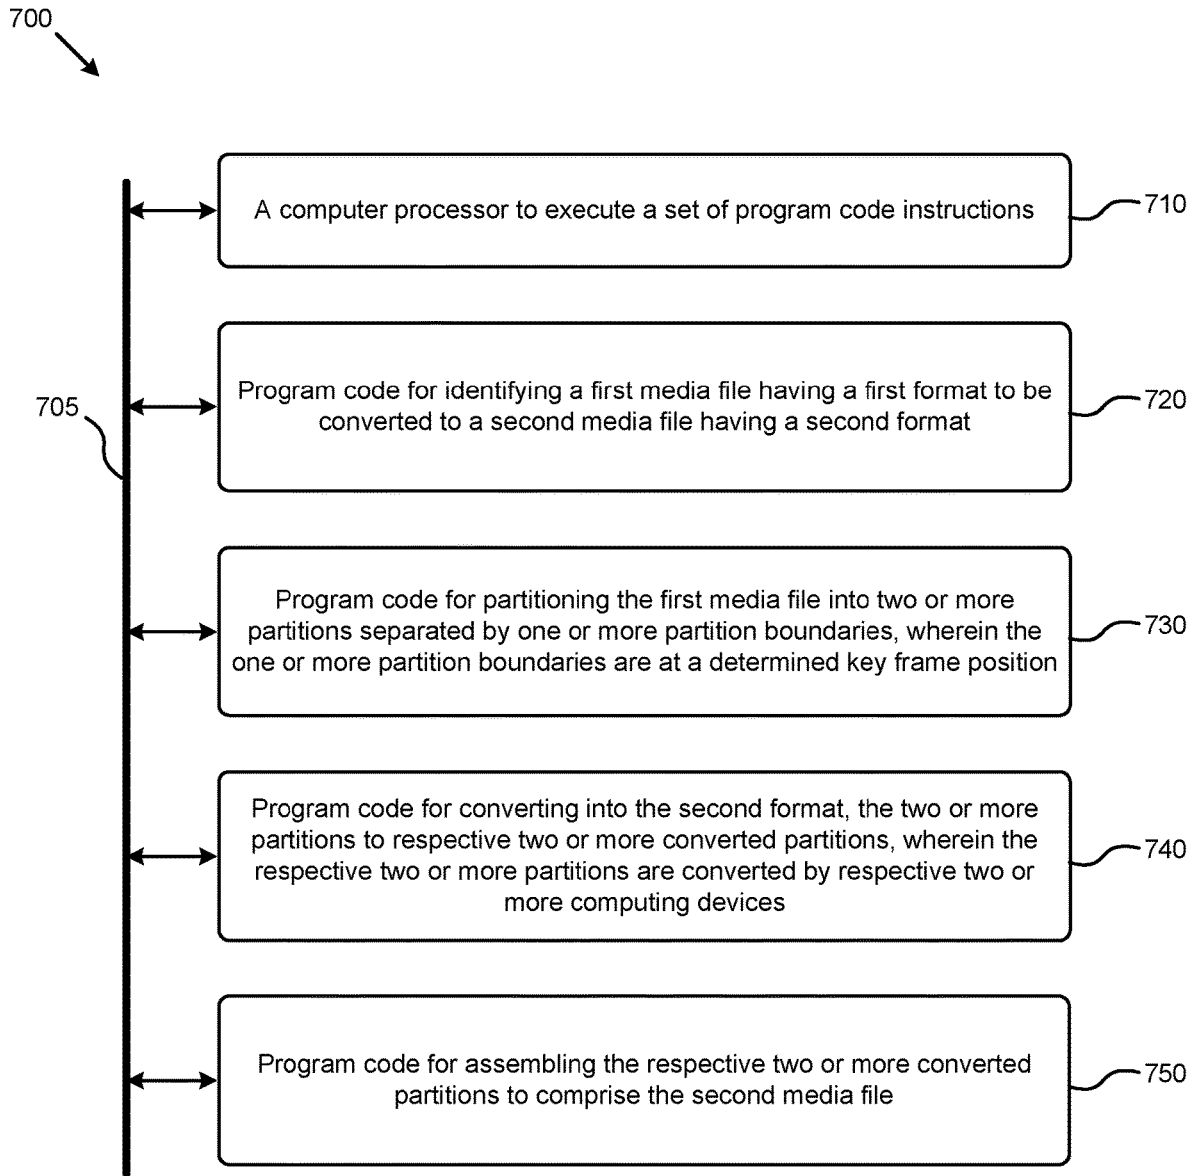 700
A computer processor to execute a set of program code instructions
710
Program code for identifying a first media file having a first format to be
converted to a second media file having a second format
720
705
Program code for partitioning the first media file into two or more
partitions separated by one or more partition boundaries, wherein the
one or more partition boundaries are at a determined key frame position
730
Program code for converting into the second format, the two or more
partitions to respective two or more converted partitions, wherein the
respective two or more partitions are converted by respective two or
more computing devices
740
Program code for assembling the respective two or more converted
partitions to comprise the second media file
750